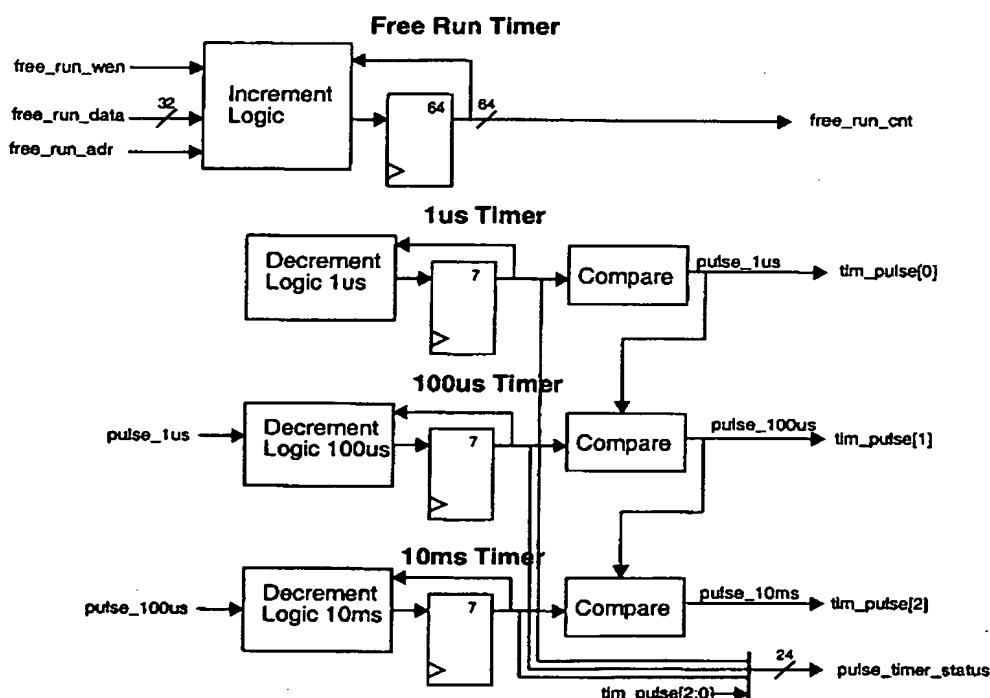 Free Run Timer
free_run_wen
free_run_data
32
free_run_adr
Increment
Logic
64
64
free_run_cnt
1us Timer
Decrement
Logic 1us
7
Compare
pulse_1us
tim_pulse[0]
100us Timer
pulse_1us
Decrement
Logic 100us
7
Compare
pulse_100us
tim_pulse[1]
10ms Timer
pulse_100us
Decrement
Logic 10ms
7
Compare
pulse_10ms
tim_pulse[2]
24
pulse_timer_status
tim_pulse[2:0]